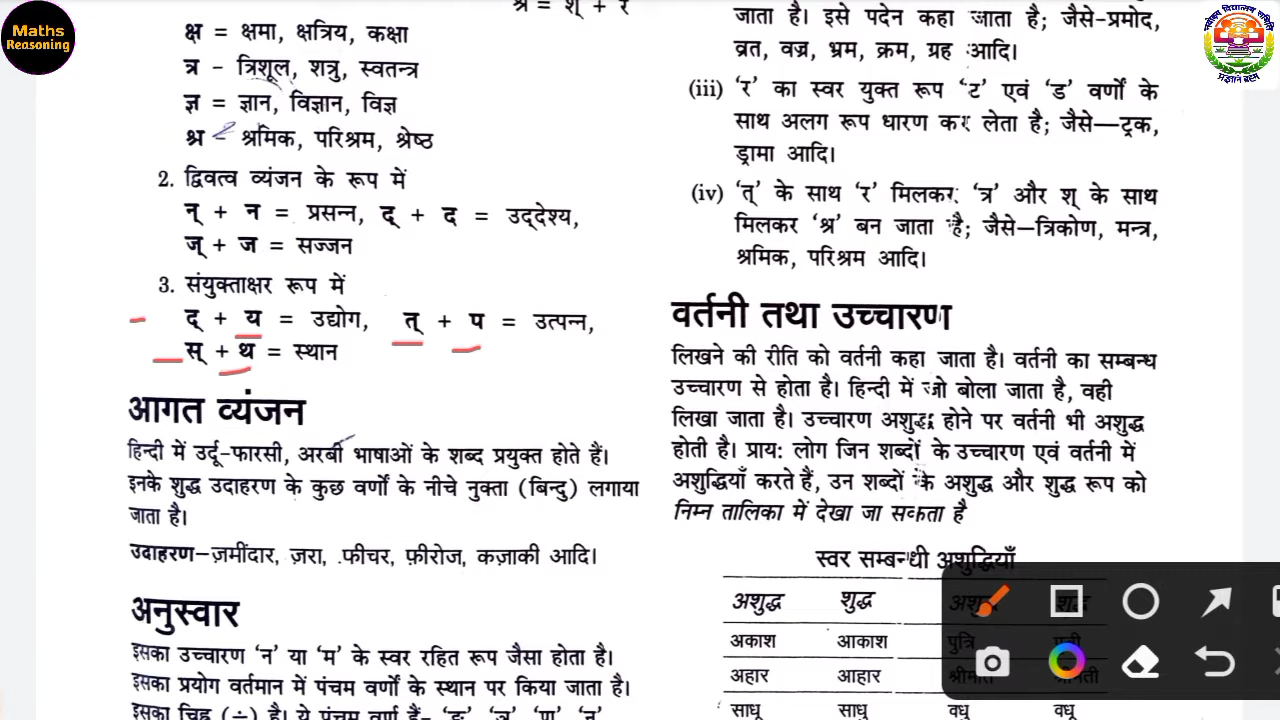 Maths
Reasoning
श्र = श् + र
क्ष = क्षमा, क्षत्रिय, कक्षा
त्र - त्रिशूल, शत्रु, स्वतन्त्र
ज्ञ = ज्ञान, विज्ञान, विज्ञ
श्र - श्रमिक, परिश्रम, श्रेष्ठ
2. द्वित्व व्यंजन के रूप में
न् + न = प्रसन्न, द् + द = उद्देश्य,
ज् + ज = सज्जन
3. संयुक्ताक्षर रूप में
द् + य = उद्योग, त् + प = उत्पन्न,
स् + थ = स्थान
आगत व्यंजन
हिन्दी में उर्दू-फारसी, अरबी भाषाओं के शब्द प्रयुक्त होते हैं।
इनके शुद्ध उदाहरण के कुछ वर्णों के नीचे नुक्ता (बिन्दु) लगाया
जाता है।
उदाहरण–ज़मींदार, ज़रा, फीचर, फ़ीरोज, कज़ाकी आदि।
अनुस्वार
इसका उच्चारण ‘न’ या ‘म’ के स्वर रहित रूप जैसा होता है।
इसका प्रयोग वर्तमान में पंचम वर्णों के स्थान पर किया जाता है।
इसका चिह्न (÷) है। ये पंचम वर्ण हैं- ‘ङ’ ‘ञ’ ‘ण’ ‘न’
जाता है। इसे पदेन कहा जाता है; जैसे-प्रमोद,
व्रत, वज्र, भ्रम, क्रम, ग्रह आदि।
(iii) ‘र’ का स्वर युक्त रूप ‘ट’ एवं ‘ड’ वर्णों के
साथ अलग रूप धारण कर लेता है; जैसे—ट्रक,
ड्रामा आदि।
(iv) ‘त्’ के साथ ‘र’ मिलकर ‘त्र’ और श् के साथ
मिलकर ‘श्र’ बन जाता है; जैसे–त्रिकोण, मन्त्र,
श्रमिक, परिश्रम आदि।
वर्तनी तथा उच्चारण
लिखने की रीति को वर्तनी कहा जाता है। वर्तनी का सम्बन्ध
उच्चारण से होता है। हिन्दी में जो बोला जाता है, वही
लिखा जाता है। उच्चारण अशुद्ध होने पर वर्तनी भी अशुद्ध
होती है। प्राय: लोग जिन शब्दों के उच्चारण एवं वर्तनी में
अशुद्धियाँ करते हैं, उन शब्दों के अशुद्ध और शुद्ध रूप को
निम्न तालिका में देखा जा सकता है
स्वर सम्बन्धी अशुद्धियाँ
अशुद्ध शुद्ध अशुद्ध शुद्ध
अकाश आकाश पुत्रि
अहार आहार
साधू साधु वधु वधू